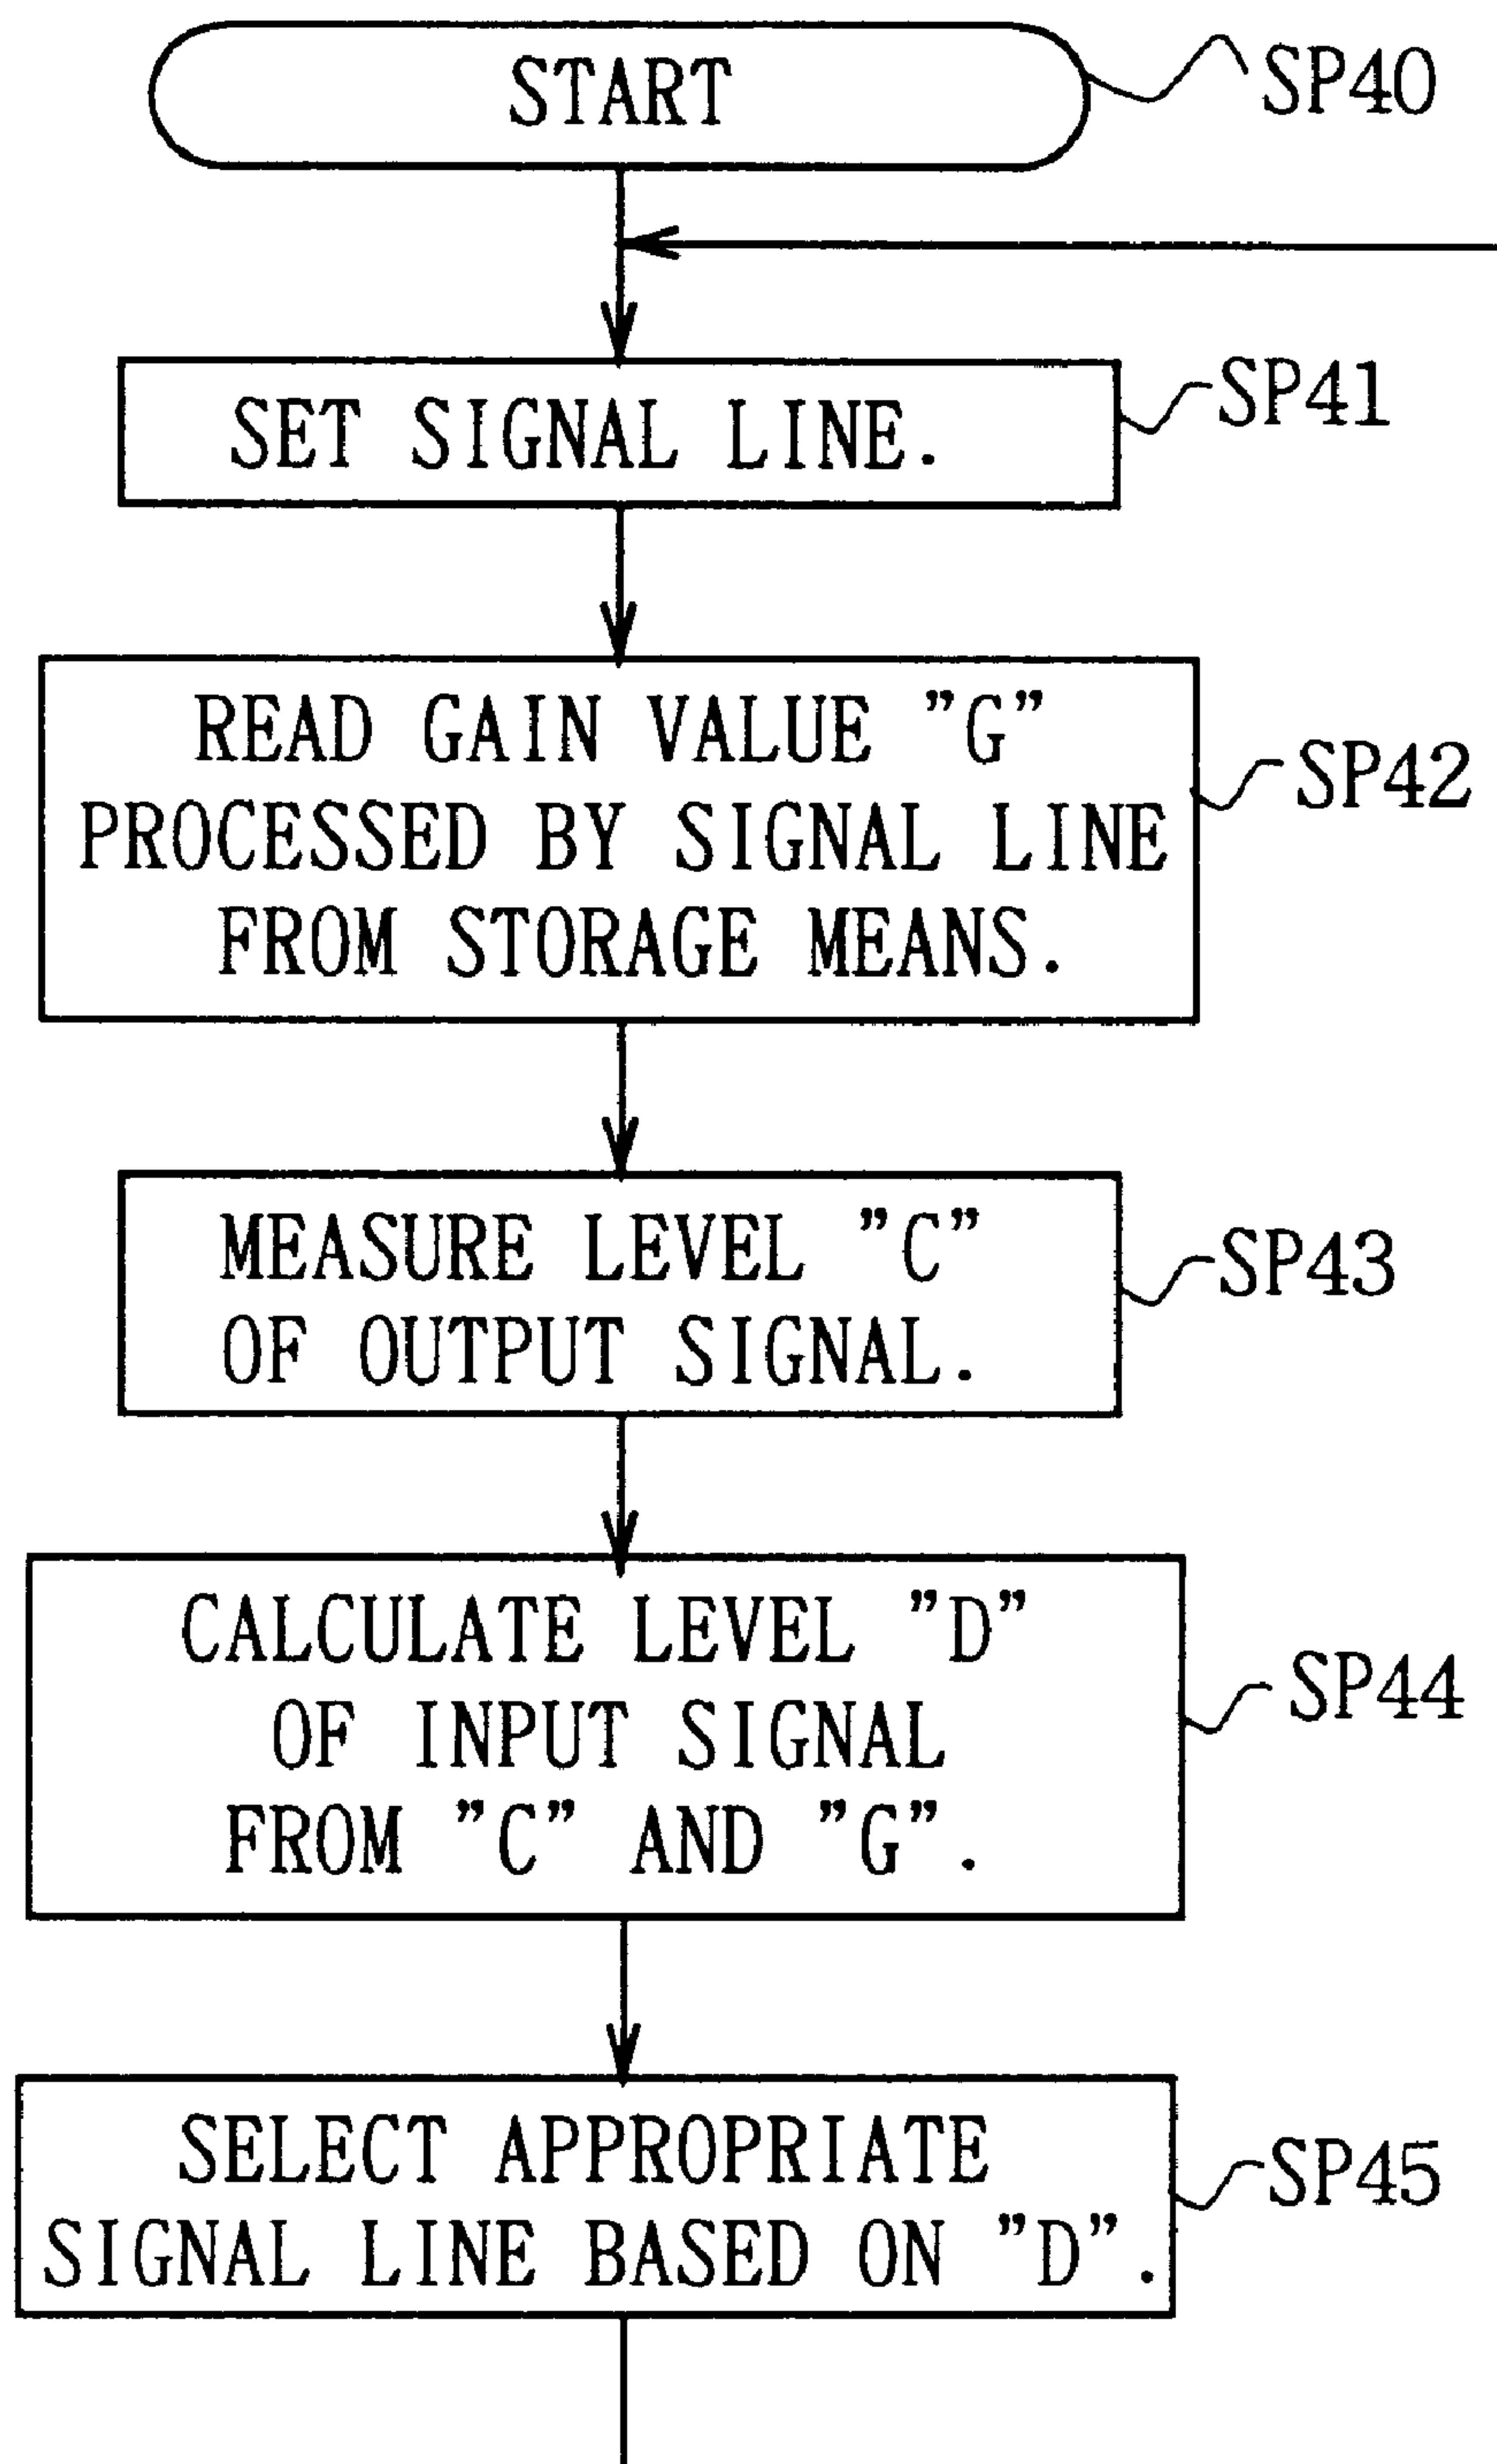 START
SP40
SET SIGNAL LINE.
SP41
READ GAIN VALUE ”G”
PROCESSED BY SIGNAL LINE
FROM STORAGE MEANS.
SP42
MEASURE LEVEL ”C”
OF OUTPUT SIGNAL.
SP43
CALCULATE LEVEL ”D”
OF INPUT SIGNAL
FROM ”C” AND ”G”.
SP44
SELECT APPROPRIATE
SIGNAL LINE BASED ON ”D”.
SP45